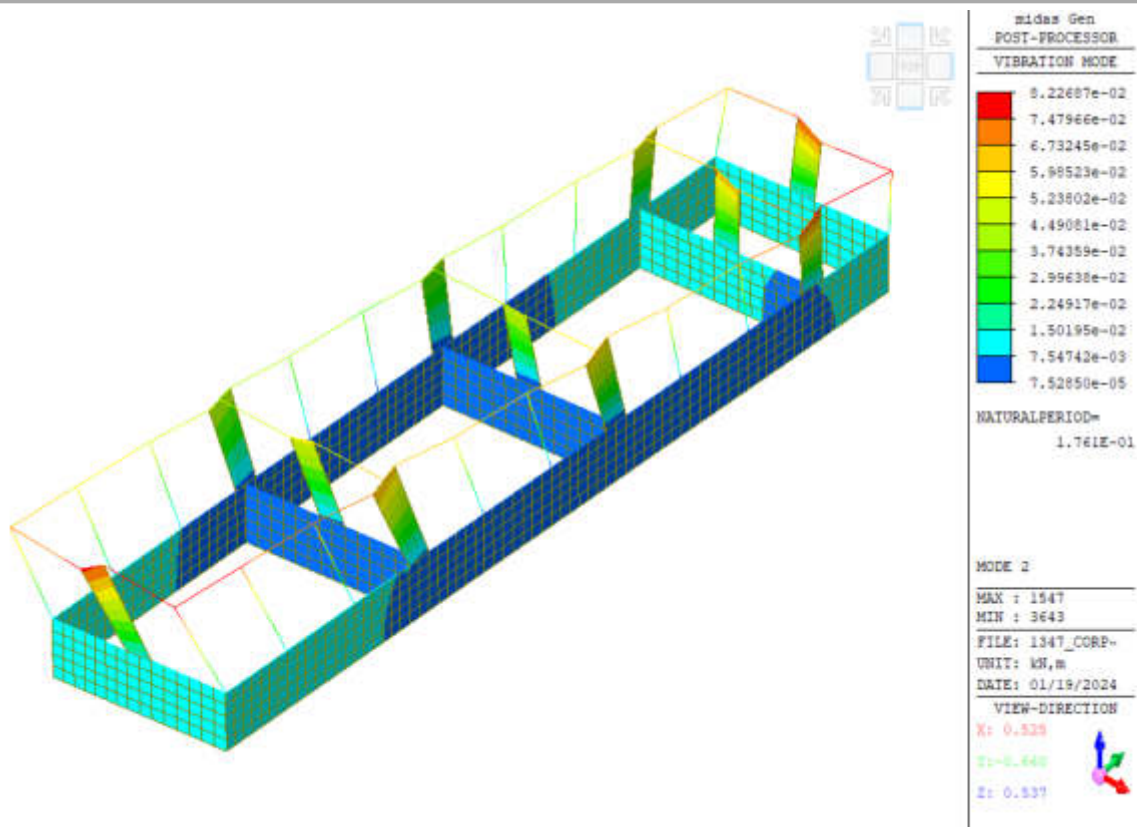 midas Gen
POST-PROCESSOR
VIBRATION MODE
8.22687e-02
7.47966e-02
6.73245e-02
5.98523e-02
5.23802e-02
4.49081e-02
3.74359e-02
2.99638e-02
2.24917e-02
1.50195e-02
7.54742e-03
7.52850e-05
NATURALPERIOD=
1.761E-01
MODE 2
MAX : 1547
MIN : 3643
FILE: 1347_CORP~
UNIT: kN,m
DATE: 01/19/2024
VIEW-DIRECTION
X: 0.525
Z: 0.537